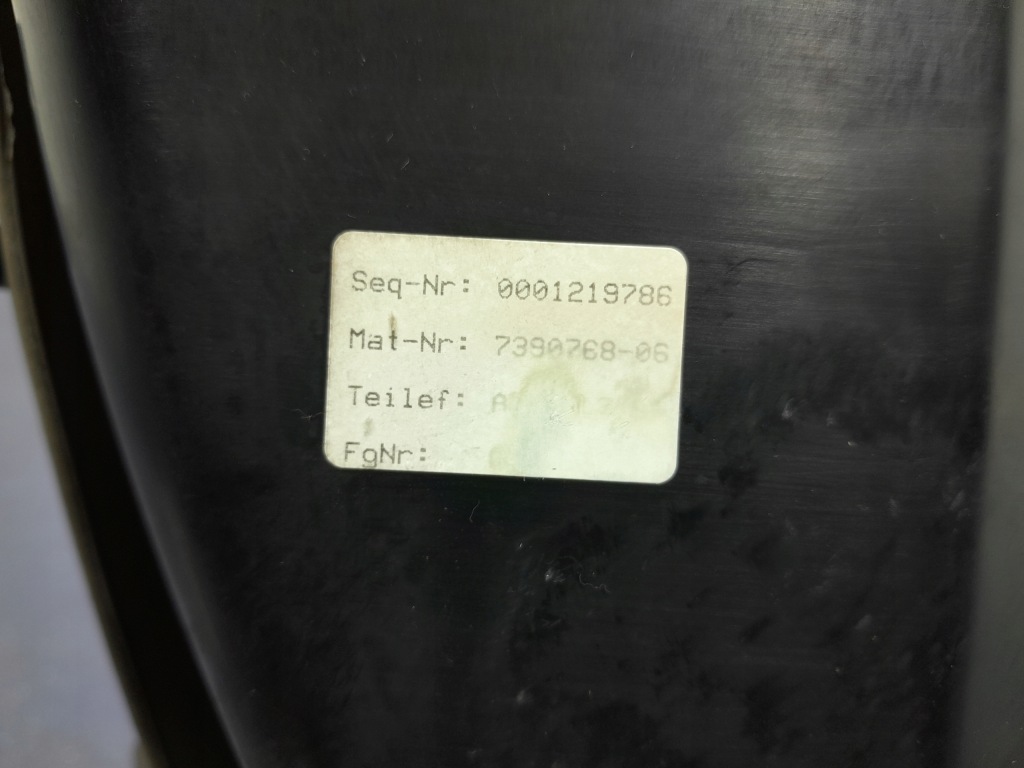 Seq-Nr: 0001219786
Mat-Nr: 7390768-06
Teilef:
FgNr: